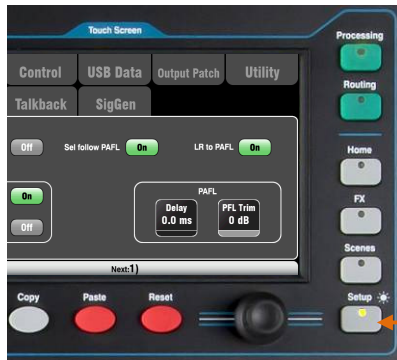 Touch Screen
Processing
Control USB Data Output Patch Utility
Talkback SigGen
Routing
Off Sel follow PAFL On LR to PAFL On
Home
On
PAFL
Delay PFL Trim
0.0 ms 0 dB
FX
Off
Scenes
Next:1)
Copy Paste Reset Setup